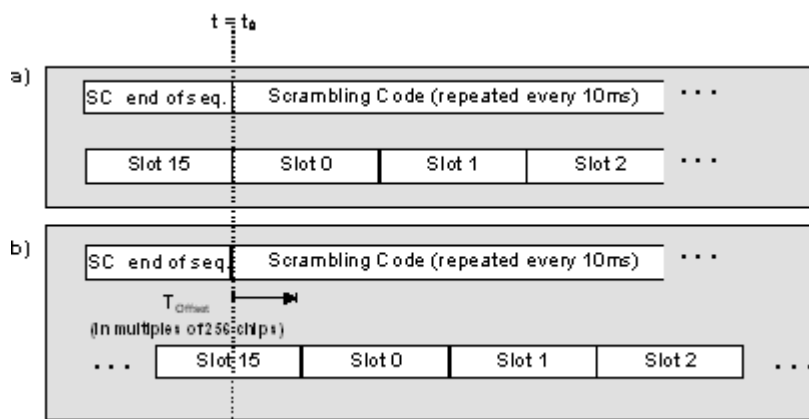 t = t₀
a)
SC end of seq. Scrambling Code (repeated every 10ms) ...
Slot 15 Slot 0 Slot 1 Slot 2 ...
b)
SC end of seq. Scrambling Code (repeated every 10ms) ...
T Offset
(in multiples of 256 chips)
... Slot 15 Slot 0 Slot 1 Slot 2 ...